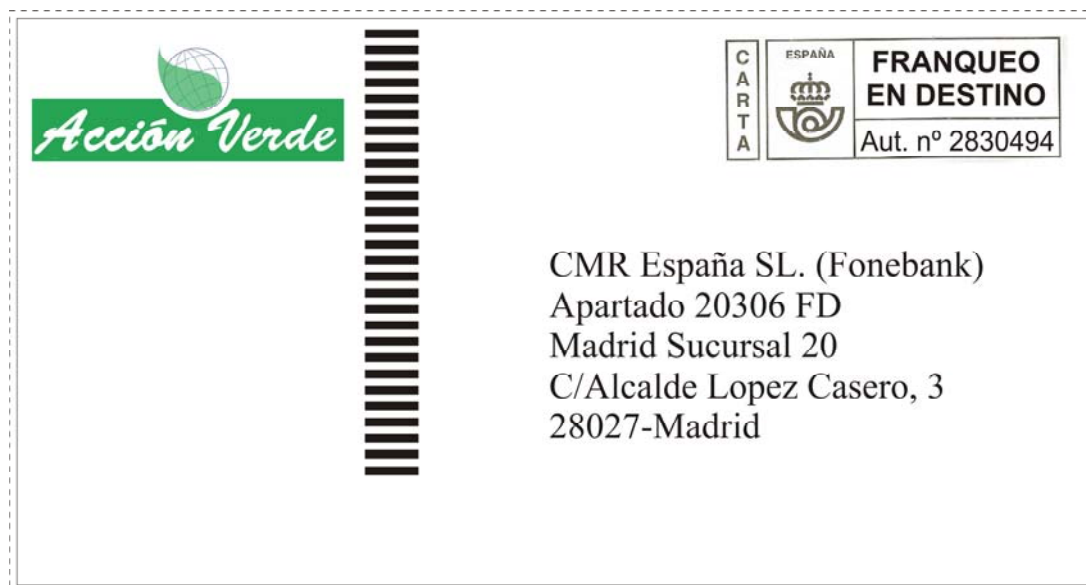 Acción Verde
CARTA
ESPAÑA
FRANQUEO
EN DESTINO
Aut. nº 2830494
CMR España SL. (Fonebank)
Apartado 20306 FD
Madrid Sucursal 20
C/Alcalde Lopez Casero, 3
28027-Madrid